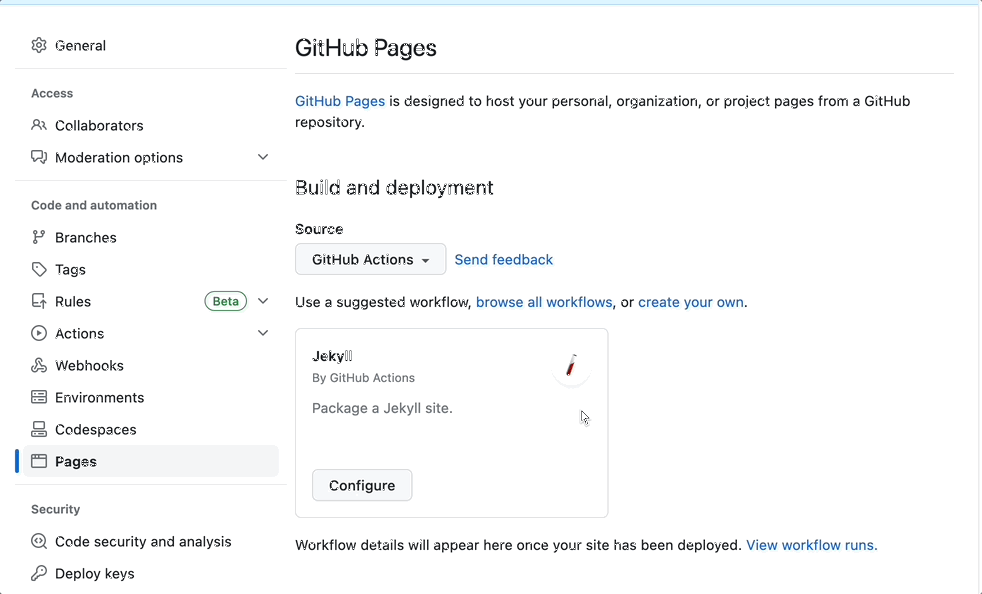 General
Access
Collaborators
Moderation options
Code and automation
Branches
Tags
Rules Beta
Actions
Webhooks
Environments
Codespaces
Pages
Security
Code security and analysis
Deploy keys
GitHub Pages
GitHub Pages is designed to host your personal, organization, or project pages from a GitHub
repository.
Build and deployment
Source
GitHub Actions Send feedback
Use a suggested workflow, browse all workflows, or create your own.
Jekyll
By GitHub Actions
Package a Jekyll site.
Configure
Workflow details will appear here once your site has been deployed. View workflow runs.